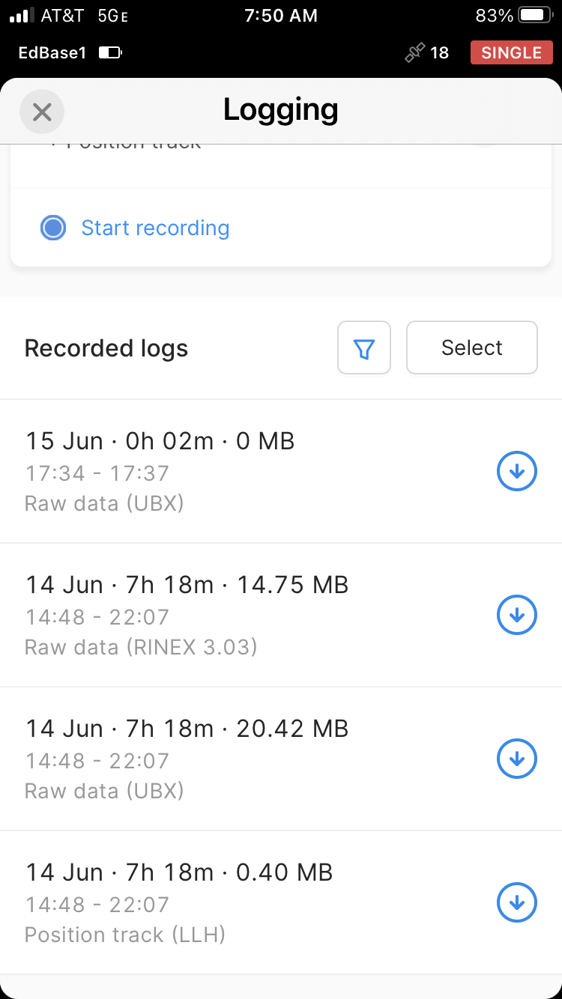 AT&T 5GE 7:50 AM 83%
EdBase1 18 SINGLE
Logging
Position track
Start recording
Recorded logs Select
15 Jun · 0h 02m · 0 MB
17:34 - 17:37
Raw data (UBX)
14 Jun · 7h 18m · 14.75 MB
14:48 - 22:07
Raw data (RINEX 3.03)
14 Jun · 7h 18m · 20.42 MB
14:48 - 22:07
Raw data (UBX)
14 Jun · 7h 18m · 0.40 MB
14:48 - 22:07
Position track (LLH)